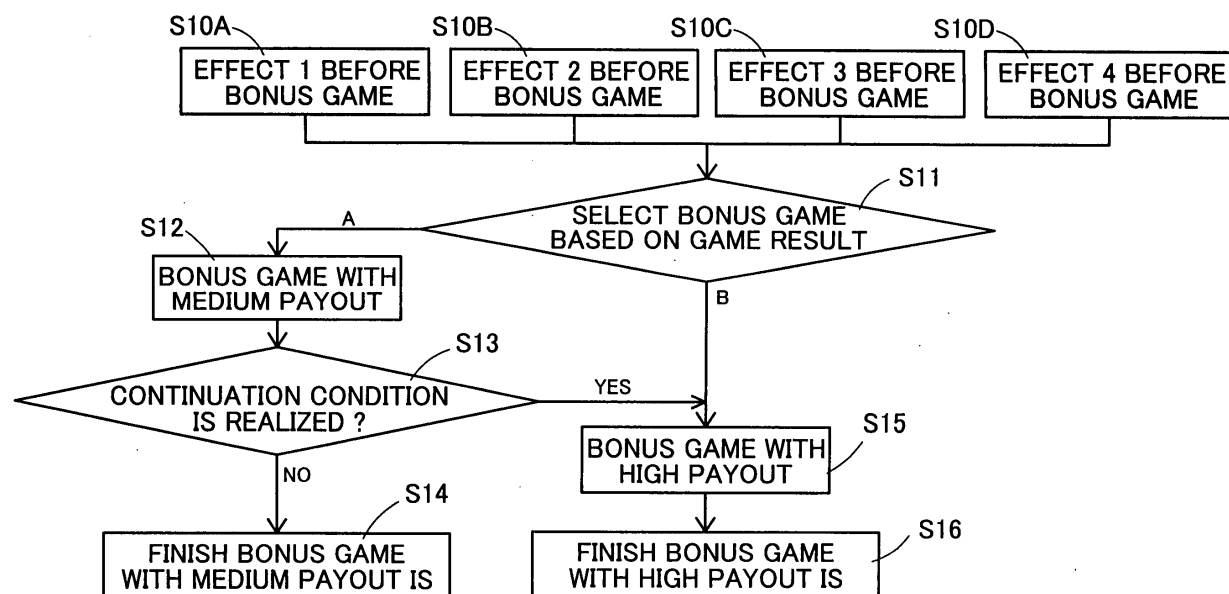 S10A
S10B
S10C
S10D
EFFECT 1 BEFORE
BONUS GAME
EFFECT 2 BEFORE
BONUS GAME
EFFECT 3 BEFORE
BONUS GAME
EFFECT 4 BEFORE
BONUS GAME
S11
SELECT BONUS GAME
BASED ON GAME RESULT
A
B
S12
BONUS GAME WITH
MEDIUM PAYOUT
S13
CONTINUATION CONDITION
IS REALIZED ?
YES
NO
S15
BONUS GAME WITH
HIGH PAYOUT
S14
FINISH BONUS GAME
WITH MEDIUM PAYOUT IS
S16
FINISH BONUS GAME
WITH HIGH PAYOUT IS